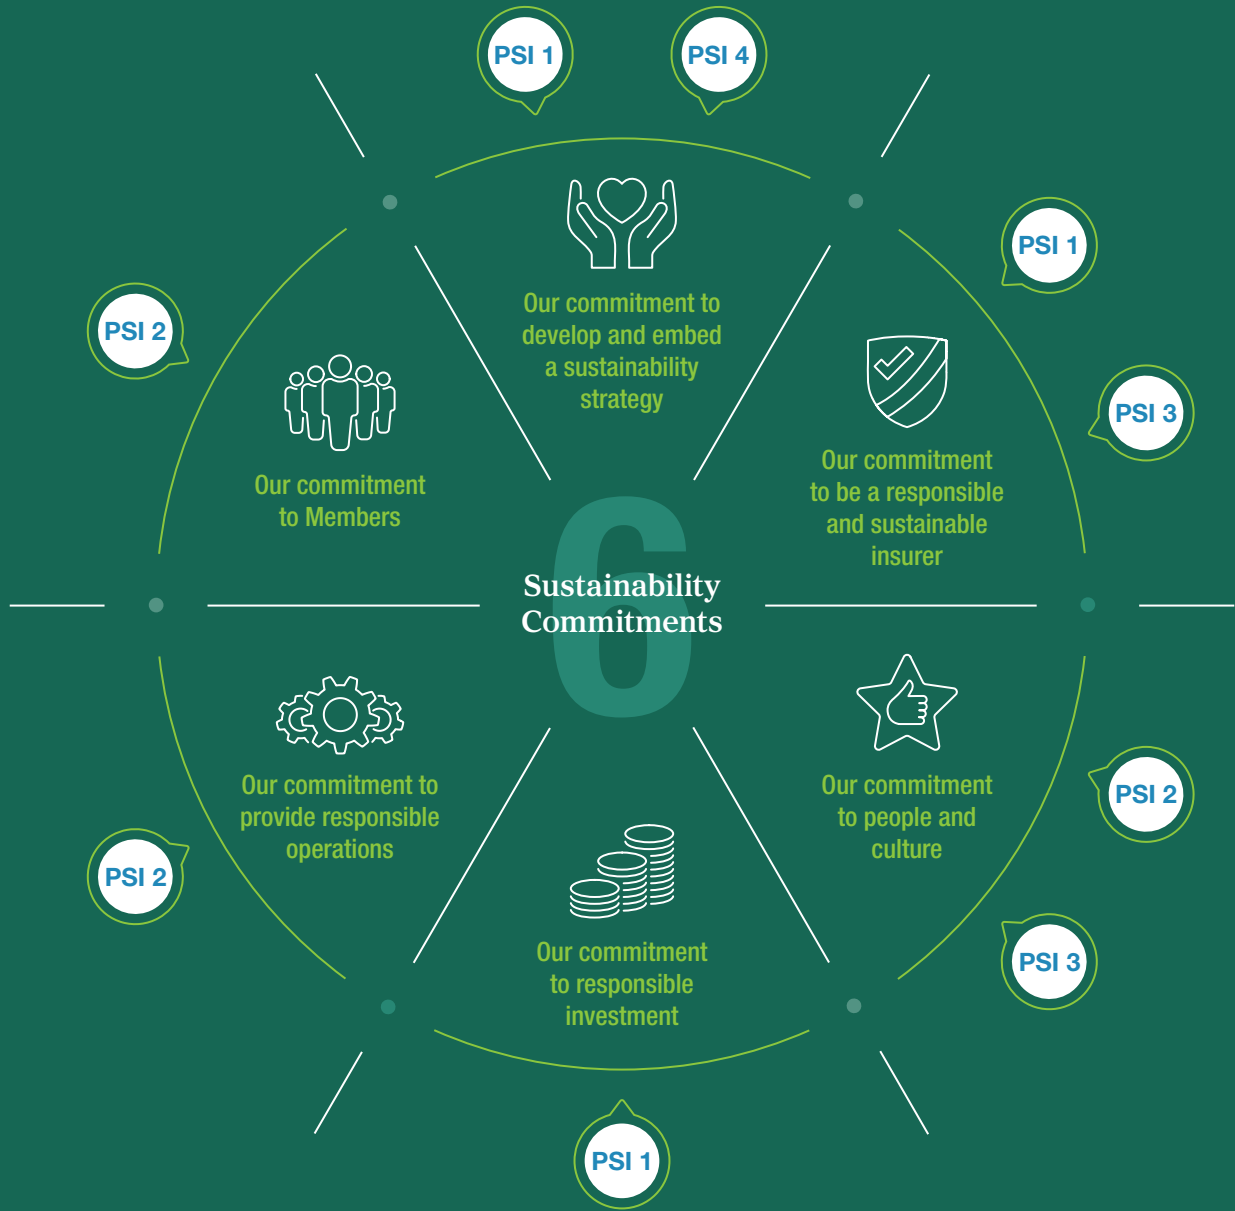 PSI 1
PSI 4
Our commitment to
develop and embed
a sustainability
strategy
PSI 1
PSI 3
Our commitment
to be a responsible
and sustainable
insurer
PSI 2
Our commitment
to Members
6
Sustainability
Commitments
Our commitment
to people and
culture
PSI 2
PSI 3
Our commitment to
provide responsible
operations
PSI 2
Our commitment
to responsible
investment
PSI 1